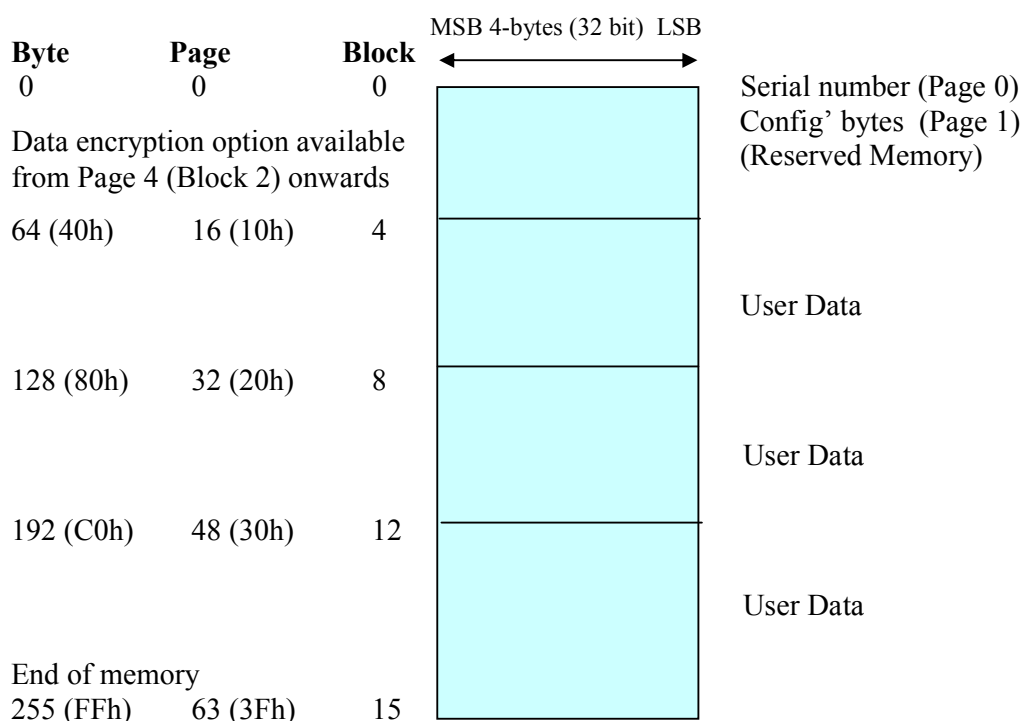 MSB 4-bytes (32 bit) LSB
Byte Page Block
0 0 0
Serial number (Page 0)
Config’ bytes (Page 1)
(Reserved Memory)
Data encryption option available
from Page 4 (Block 2) onwards
64 (40h) 16 (10h) 4
User Data
128 (80h) 32 (20h) 8
User Data
192 (C0h) 48 (30h) 12
User Data
End of memory
255 (FFh) 63 (3Fh) 15